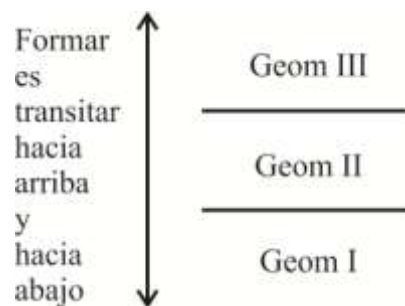 Formar
es
transitar
hacia
arriba
y
hacia
abajo
Geom III
Geom II
Geom I